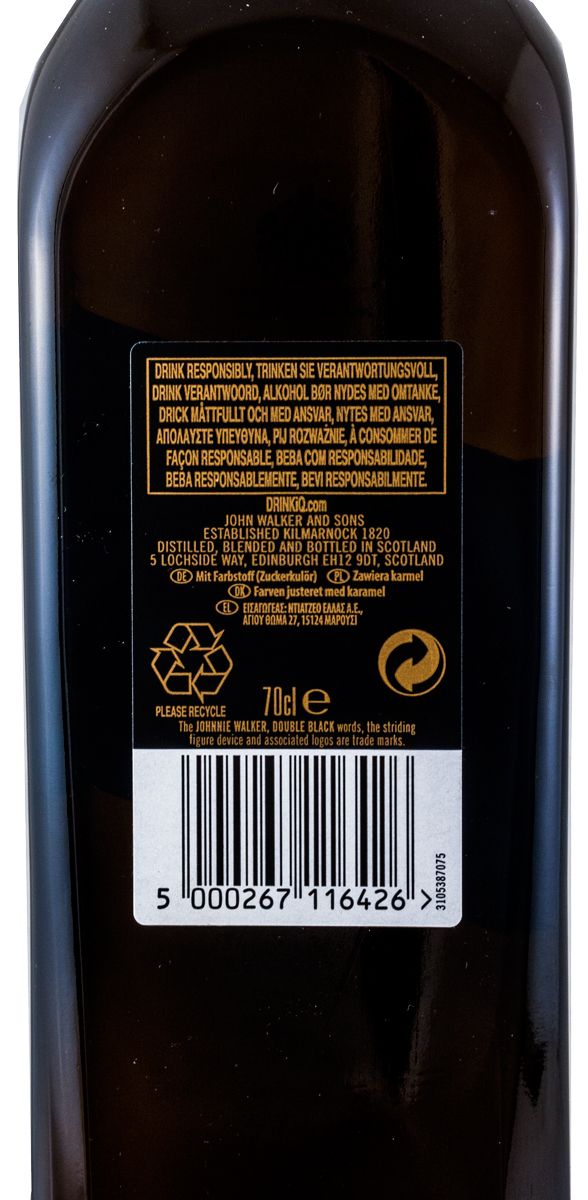 DRINK RESPONSIBLY, TRINKEN SIE VERANTWORTUNGSVOLL,
DRINK VERANTWOORD, ALKOHOL BØR NYDES MED OMTANKE,
DRICK MÅTTFULLT OCH MED ANSVAR, NYTES MED ANSVAR,
ΑΠΟΛΑΥΣΤΕ ΥΠΕΥΘΥΝΑ, PIJ ROZWAŻNIE, À CONSOMMER DE
FAÇON RESPONSABLE, BEBA COM RESPONSABILIDADE,
BEBA RESPONSABLEMENTE, BEVI RESPONSABILMENTE.
DRINKiQ.com
JOHN WALKER AND SONS
ESTABLISHED KILMARNOCK 1820
DISTILLED, BLENDED AND BOTTLED IN SCOTLAND
5 LOCHSIDE WAY, EDINBURGH EH12 9DT, SCOTLAND
DE Mit Farbstoff (Zuckerkulör) PL Zawiera karmel
DK Farven justeret med karamel
EL ΕΙΣΑΓΩΓΕΑΣ: ΝΤΙΑΤΖΕΟ ΕΛΛΑΣ Α.Ε.,
ΑΓΙΟΥ ΘΩΜΑ 27, 15124 ΜΑΡΟΥΣΙ
PLEASE RECYCLE
70cl e
The JOHNNIE WALKER, DOUBLE BLACK words, the striding
figure device and associated logos are trade marks.
5 000267 116426 >
3105387075